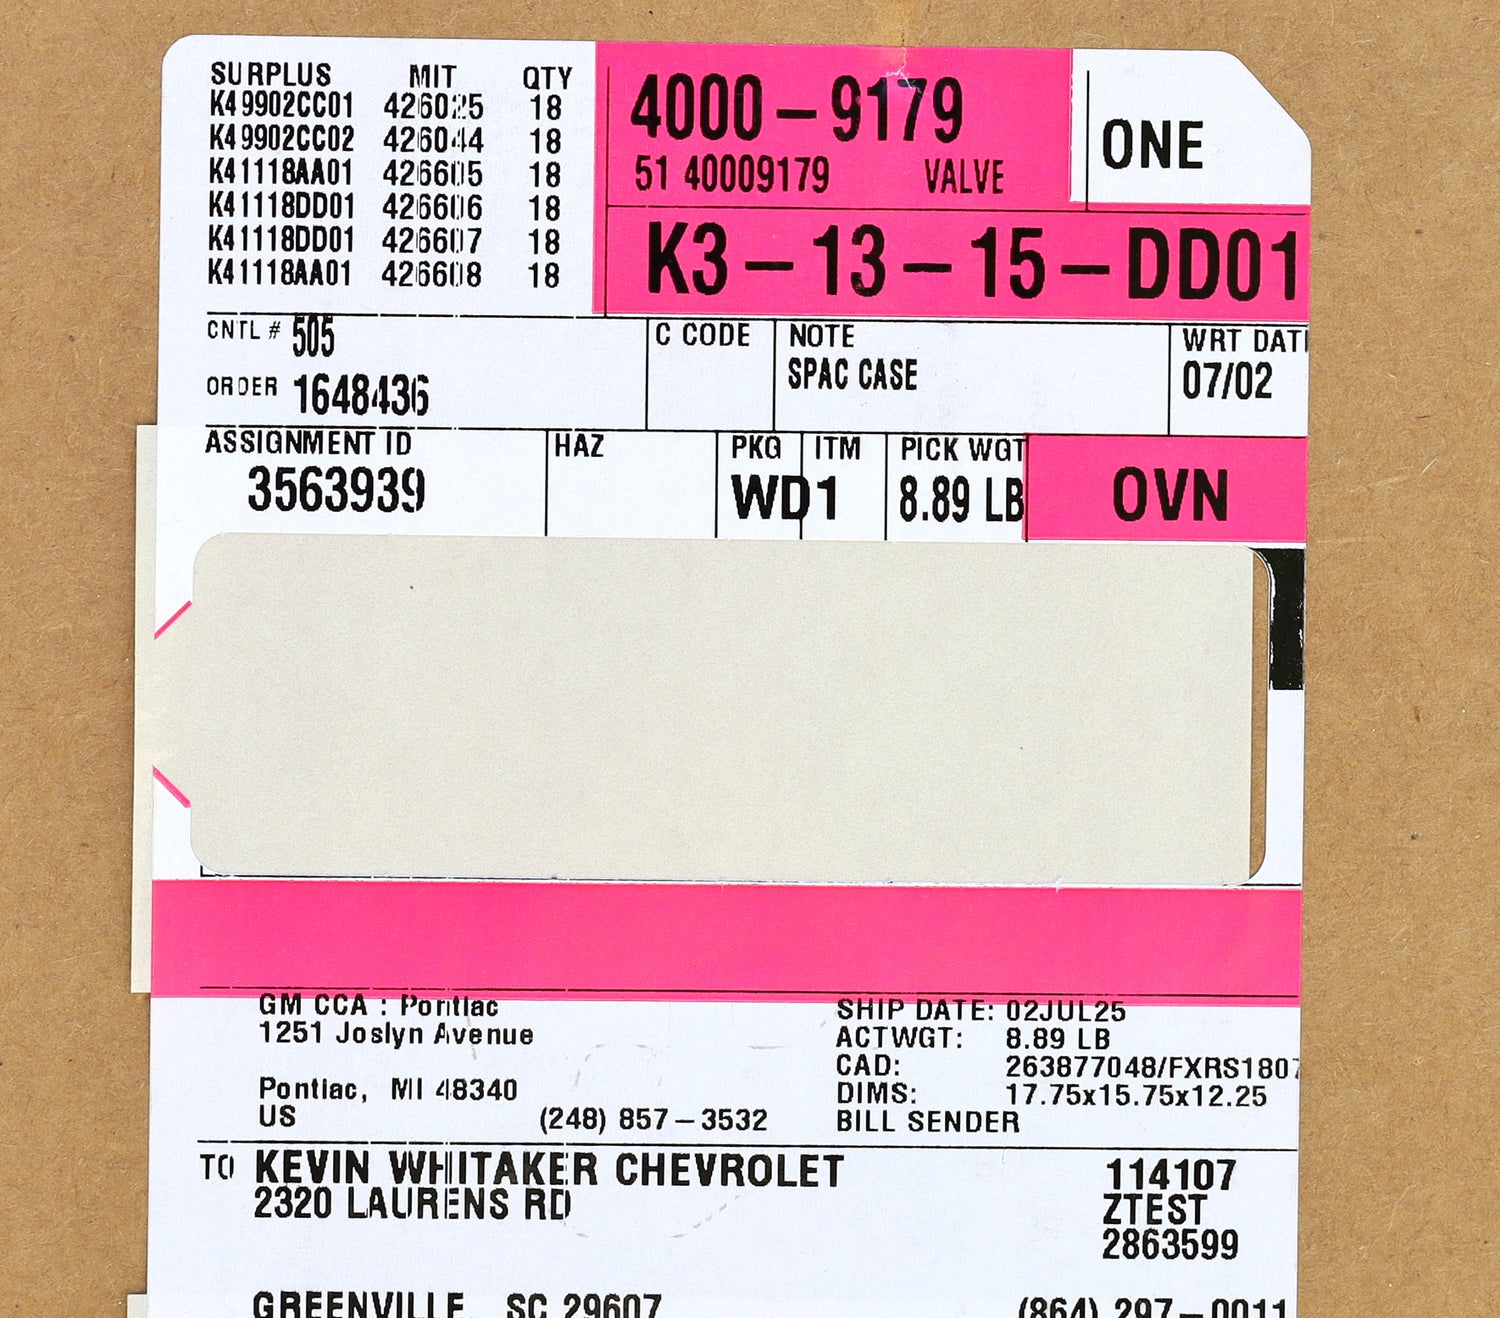 SURPLUS MIT QTY
K49902CC01 426025 18
K49902CC02 426044 18
K41118AA01 426605 18
K41118DD01 426606 18
K41118DD01 426607 18
K41118AA01 426608 18
4000–9179
51 40009179 VALVE
ONE
K3–13–15–DD01
CNTL # 505
ORDER 1648436
C CODE
NOTE
SPAC CASE
WRT DAT
07/02
ASSIGNMENT ID
3563939
HAZ
PKG ITM
WD1
PICK WGT
8.89 LB
OVN
GM CCA : Pontiac
1251 Joslyn Avenue
Pontiac, MI 48340
US (248) 857–3532
SHIP DATE: 02JUL25
ACTWGT: 8.89 LB
CAD: 263877048/FXRS1807
DIMS: 17.75x15.75x12.25
BILL SENDER
TO KEVIN WHITAKER CHEVROLET
2320 LAURENS RD
114107
ZTEST
2863599
GREENVILLE, SC 29607
(864) 297–0011